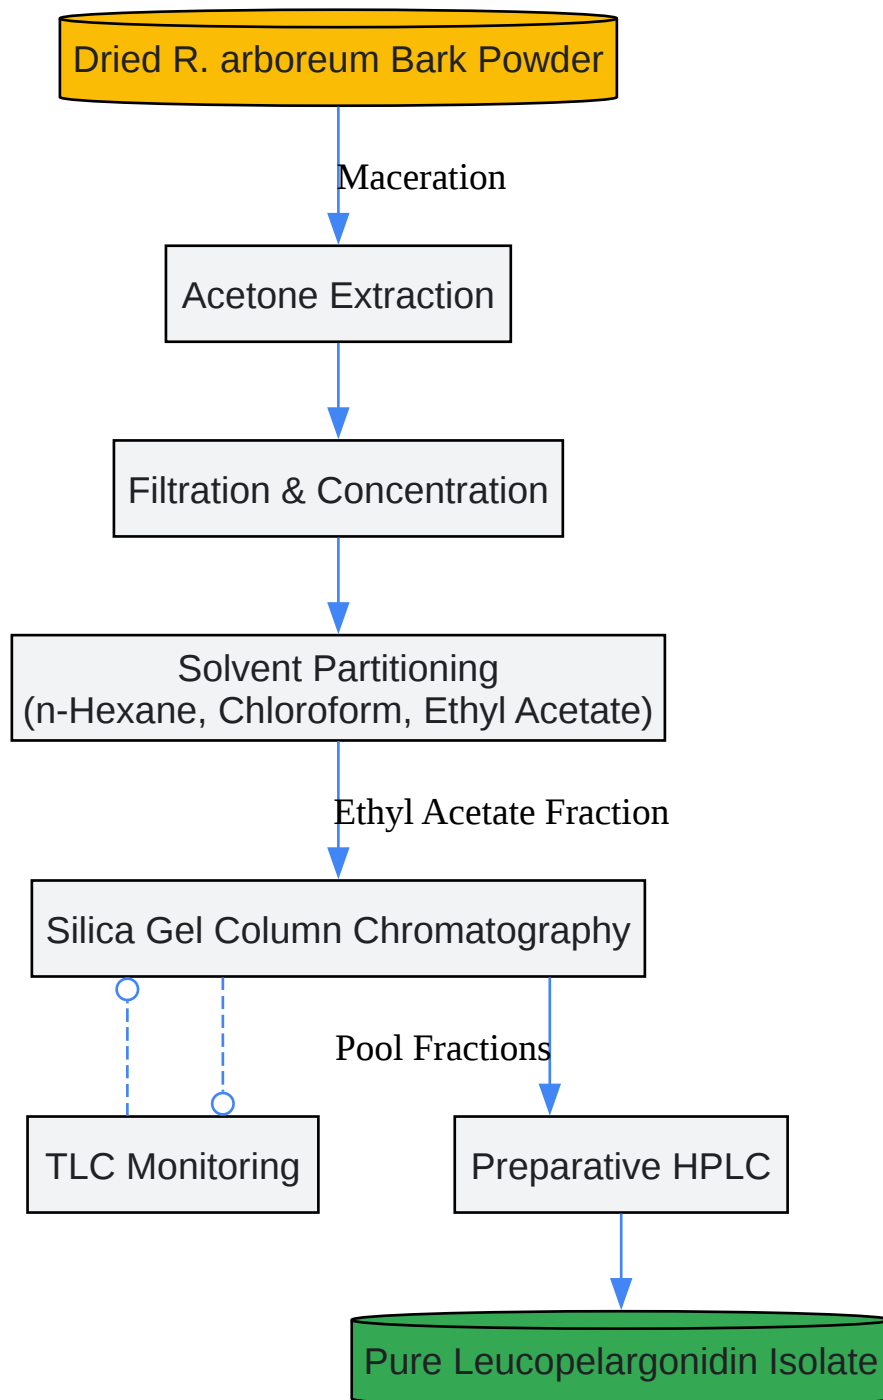 Dried R. arboreum Bark Powder
Maceration
Acetone Extraction
Filtration & Concentration
Solvent Partitioning
(n-Hexane, Chloroform, Ethyl Acetate)
Ethyl Acetate Fraction
Silica Gel Column Chromatography
Pool Fractions
TLC Monitoring
Preparative HPLC
Pure Leucopelargonidin Isolate